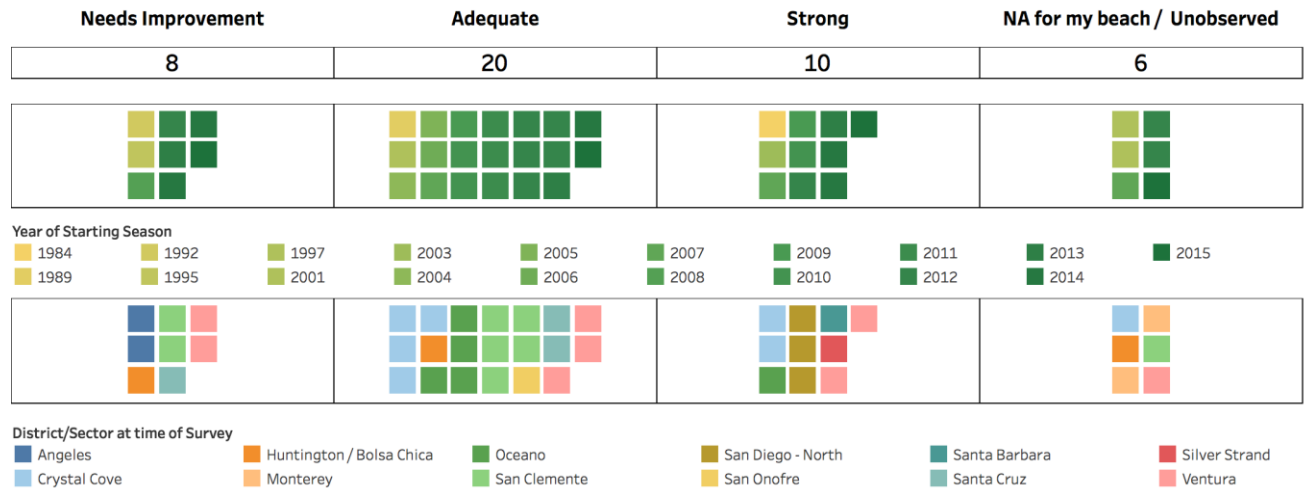 Needs Improvement Adequate Strong NA for my beach / Unobserved
8 20 10 6
Year of Starting Season
1984 1992 1997 2003 2005 2007 2009 2011 2013 2015
1989 1995 2001 2004 2006 2008 2010 2012 2014
District/Sector at time of Survey
Angeles Huntington / Bolsa Chica Oceano San Diego - North Santa Barbara Silver Strand
Crystal Cove Monterey San Clemente San Onofre Santa Cruz Ventura